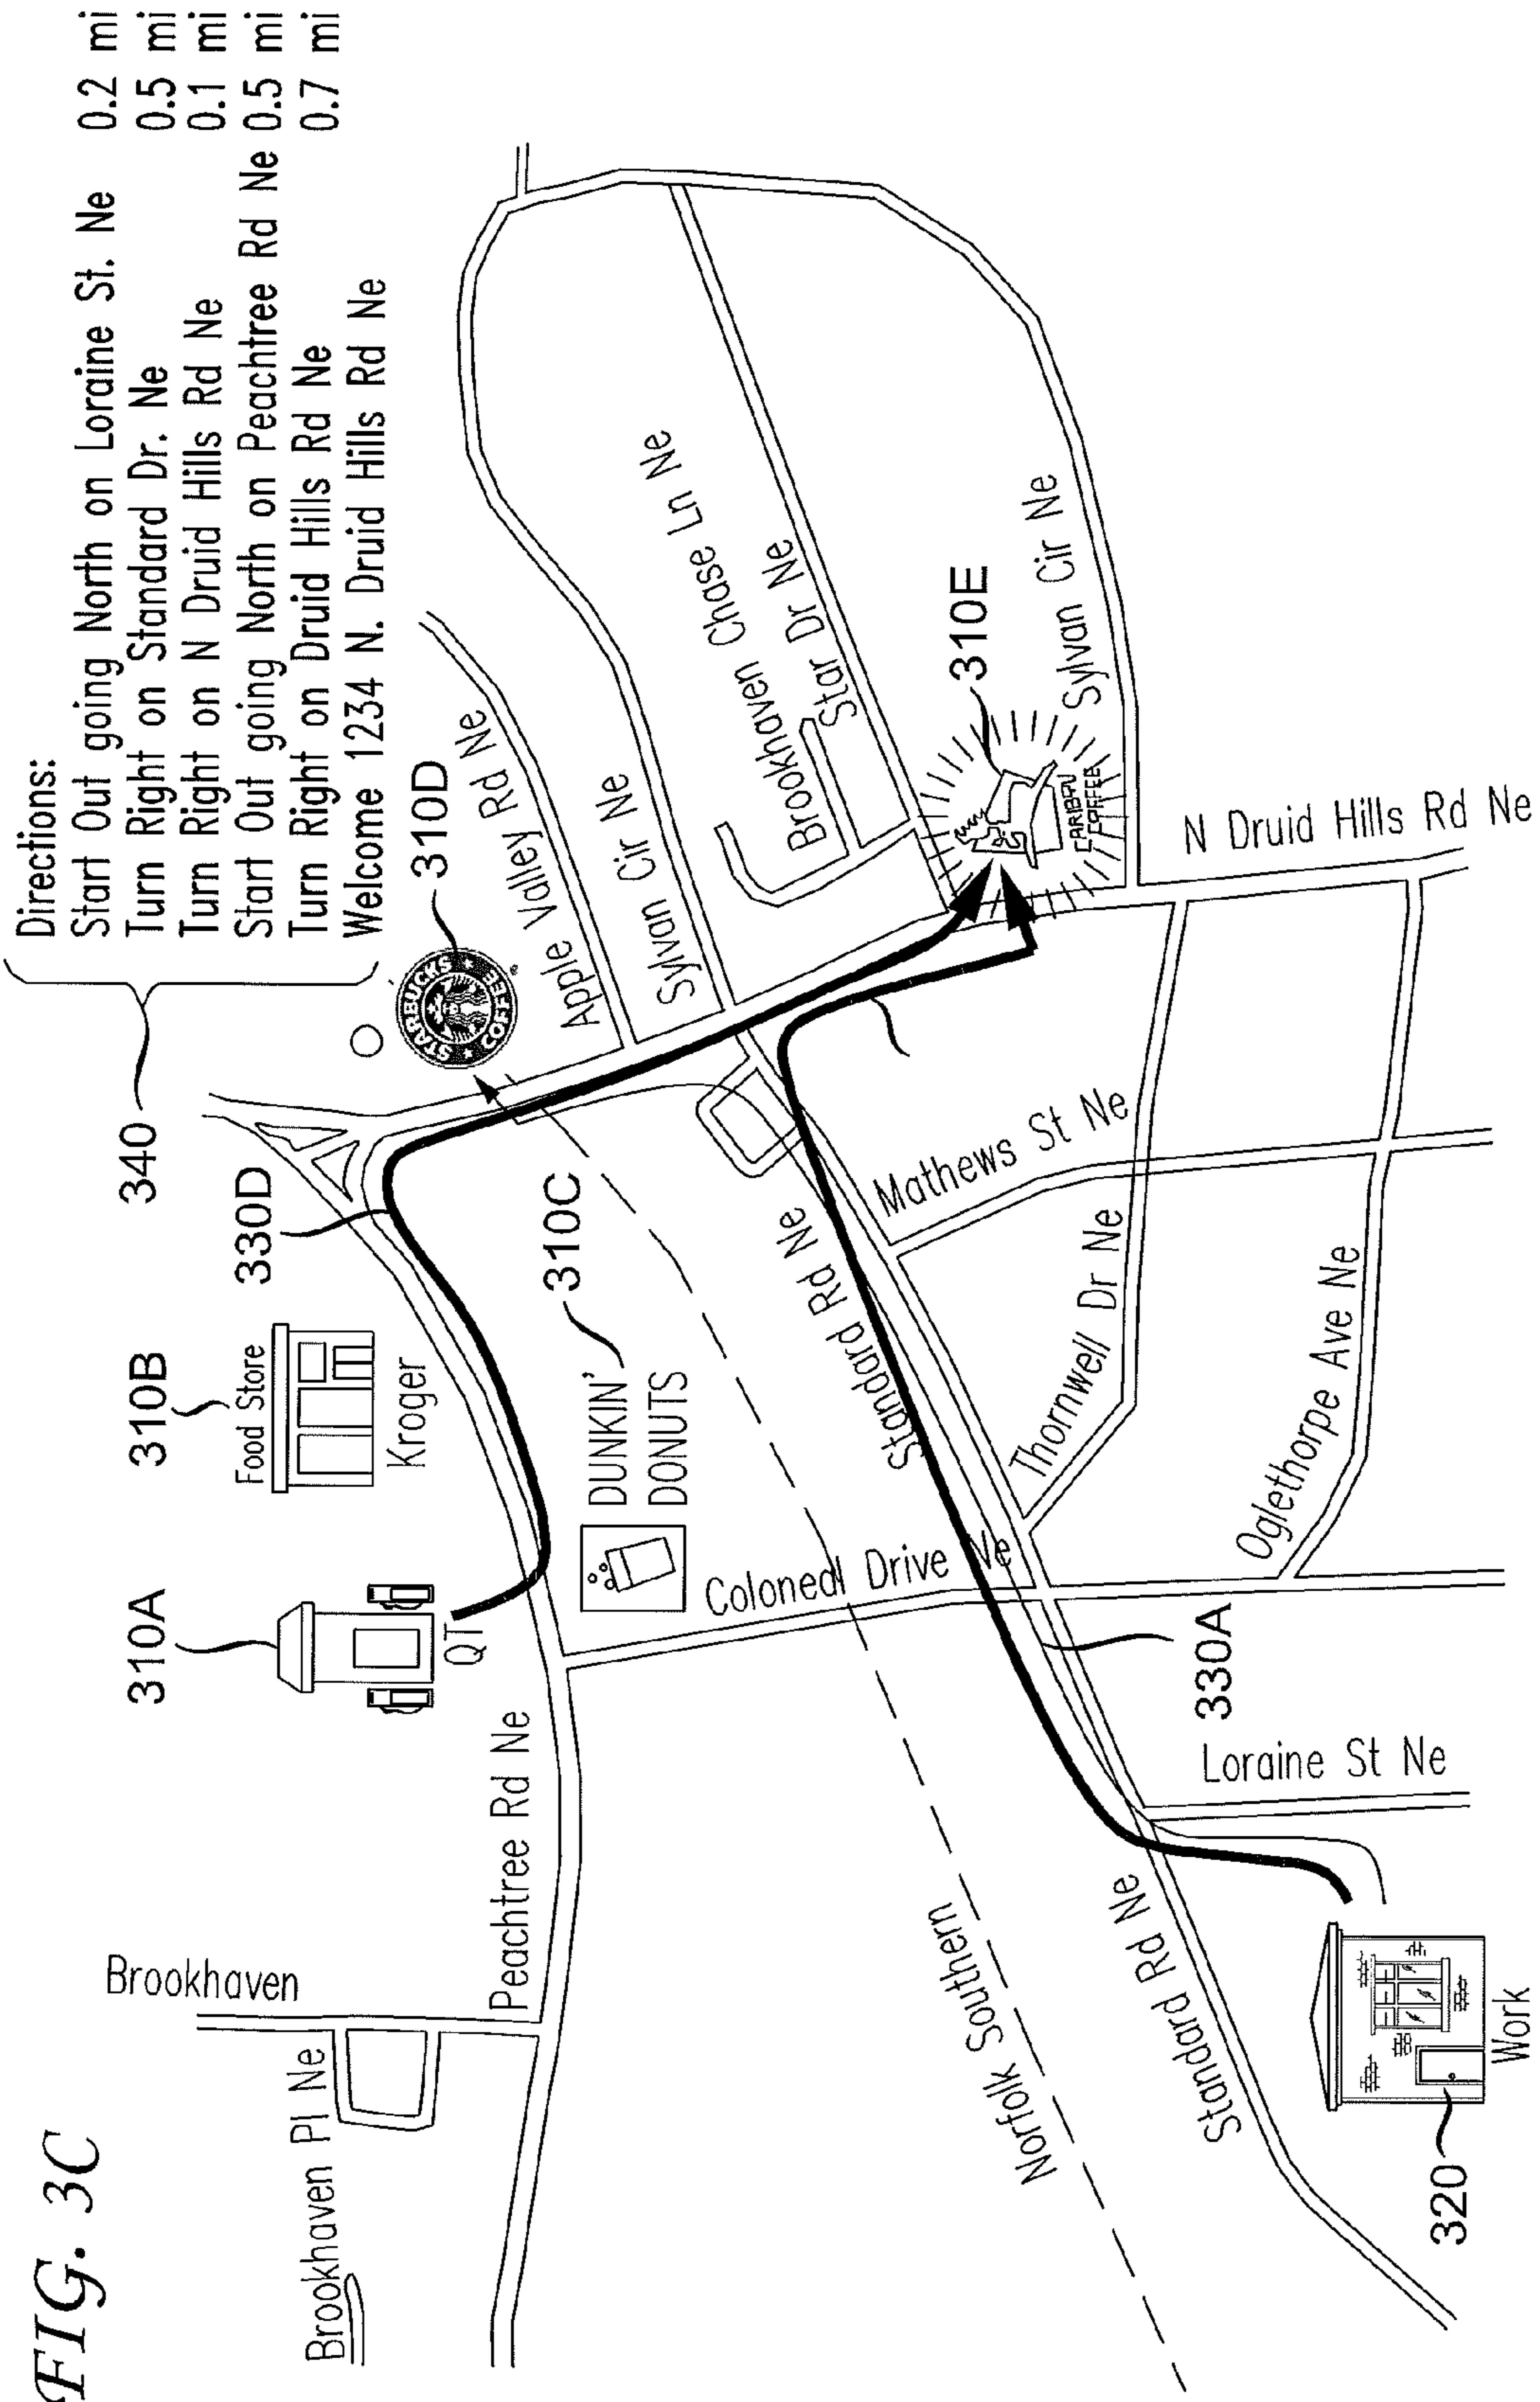 FIG. 3C
Directions:
Start Out going North on Loraine St. Ne 0.2 mi
Turn Right on Standard Dr. Ne 0.5 mi
Turn Right on N Druid Hills Rd Ne 0.1 mi
Start Out going North on Peachtree Rd Ne 0.5 mi
Turn Right on Druid Hills Rd Ne 0.7 mi
Welcome 1234 N. Druid Hills Rd Ne
340
Brookhaven
310A
310B
330D
Food Store
Kroger
QT
310D
STARBUCKS
COFFEE
Brookhaven Pl Ne
Brookhaven
Peachtree Rd Ne
310C
DUNKIN'
DONUTS
Apple Valley Rd Ne
Sylvan Cir Ne
Brookhaven Chase Ln Ne
Star Dr Ne
Colonedl Drive Ne
Standard Rd Ne
310E
CARIBOU
COFFEE
Sylvan Cir Ne
Norfolk Southern
Mathews St Ne
Thornwell Dr Ne
N Druid Hills Rd Ne
Standard Rd Ne
330A
Loraine St Ne
Oglethorpe Ave Ne
320
Work